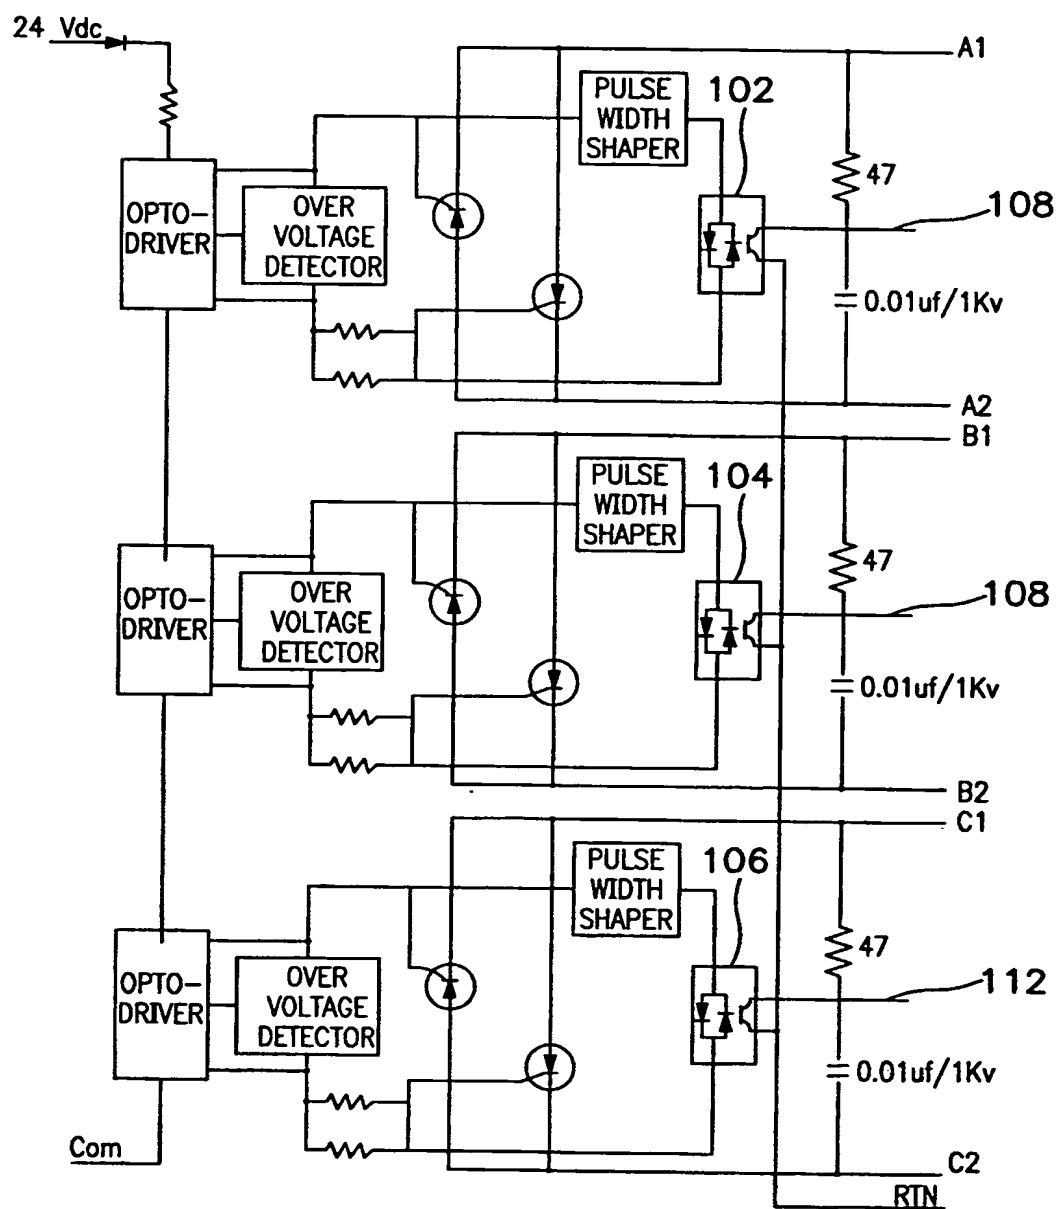 24 Vdc
A1
PULSE
WIDTH
SHAPER
102
47
OPTO-
DRIVER
OVER
VOLTAGE
DETECTOR
108
0.01uf/1Kv
A2
B1
PULSE
WIDTH
SHAPER
104
47
OPTO-
DRIVER
OVER
VOLTAGE
DETECTOR
108
0.01uf/1Kv
B2
C1
PULSE
WIDTH
SHAPER
106
47
OPTO-
DRIVER
OVER
VOLTAGE
DETECTOR
112
0.01uf/1Kv
Com
C2
RTN